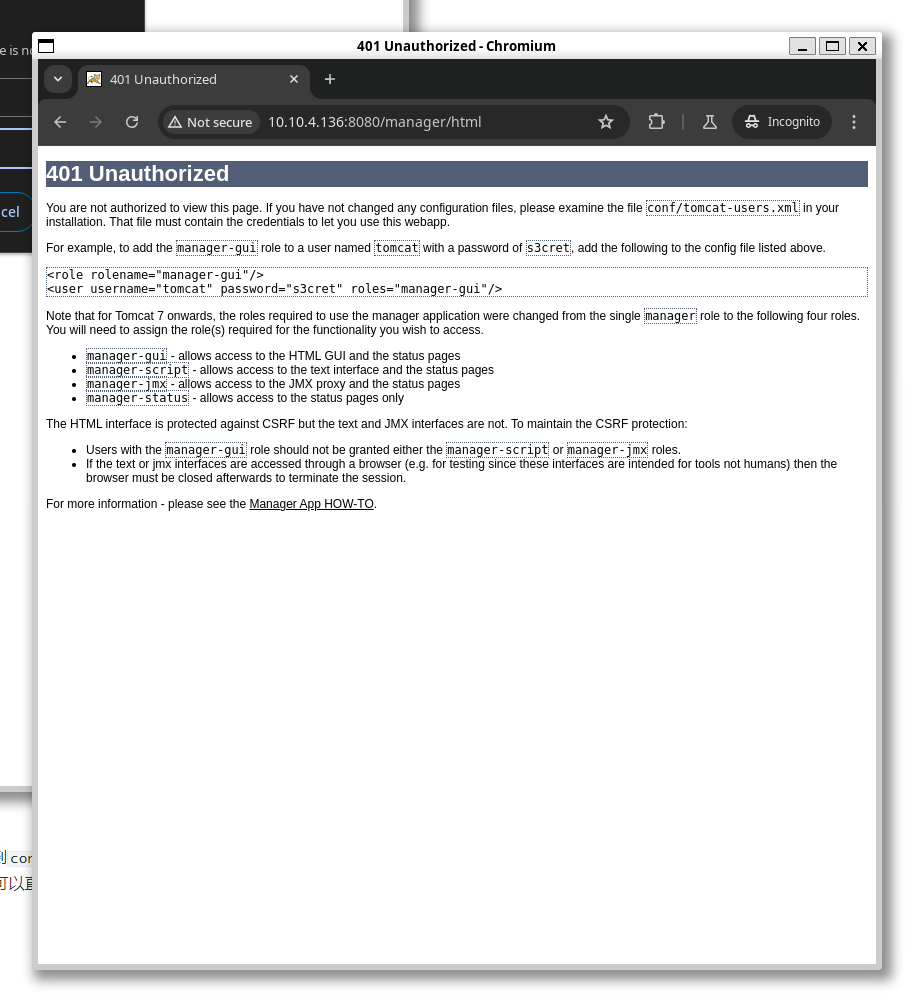 e is no
cel
401 Unauthorized - Chromium
401 Unauthorized
Not secure 10.10.4.136:8080/manager/html Incognito
401 Unauthorized
You are not authorized to view this page. If you have not changed any configuration files, please examine the file conf/tomcat-users.xml in your
installation. That file must contain the credentials to let you use this webapp.
For example, to add the manager-gui role to a user named tomcat with a password of s3cret, add the following to the config file listed above.
<role rolename="manager-gui"/>
<user username="tomcat" password="s3cret" roles="manager-gui"/>
Note that for Tomcat 7 onwards, the roles required to use the manager application were changed from the single manager role to the following four roles.
You will need to assign the role(s) required for the functionality you wish to access.
manager-gui - allows access to the HTML GUI and the status pages
manager-script - allows access to the text interface and the status pages
manager-jmx - allows access to the JMX proxy and the status pages
manager-status - allows access to the status pages only
The HTML interface is protected against CSRF but the text and JMX interfaces are not. To maintain the CSRF protection:
Users with the manager-gui role should not be granted either the manager-script or manager-jmx roles.
If the text or jmx interfaces are accessed through a browser (e.g. for testing since these interfaces are intended for tools not humans) then the
browser must be closed afterwards to terminate the session.
For more information - please see the Manager App HOW-TO.
con
可以直